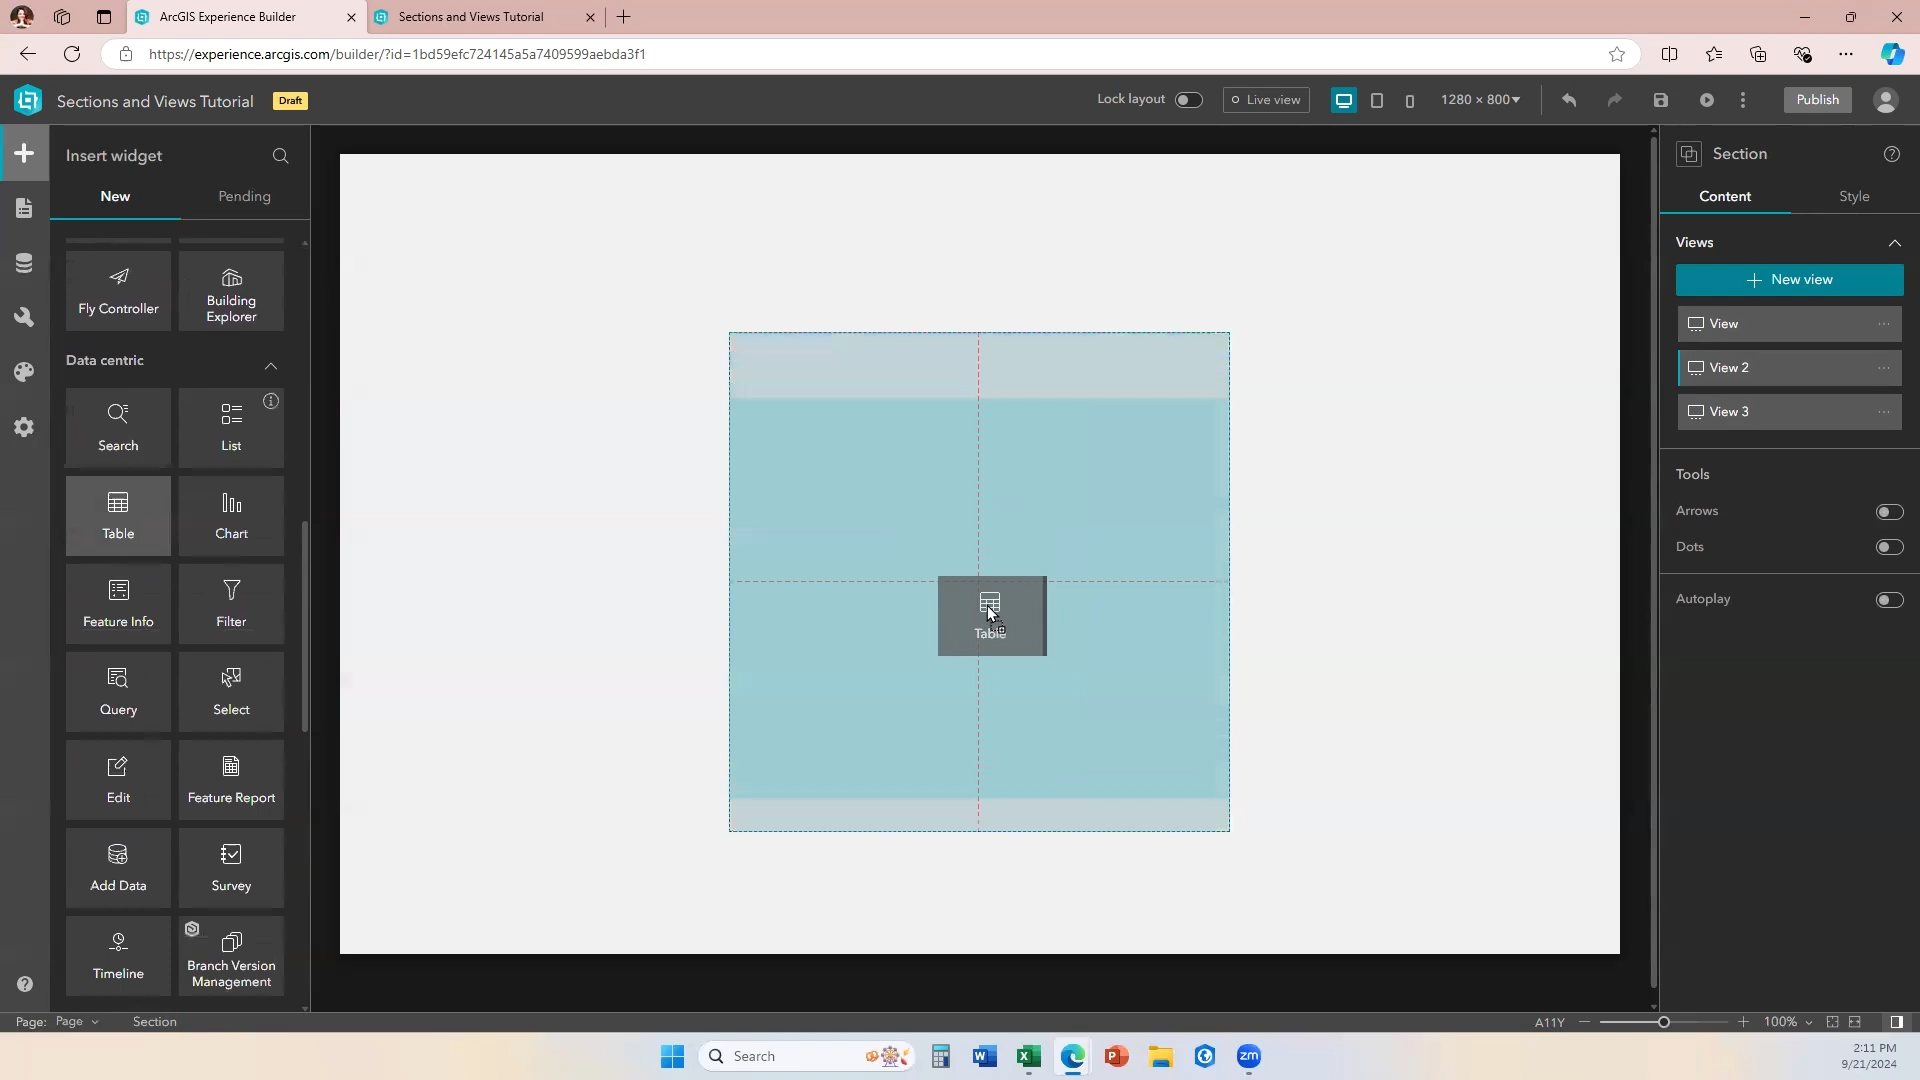 ArcGIS Experience Builder
Sections and Views Tutorial
https://experience.arcgis.com/builder/?id=1bd59efc724145a5a7409599aebda3f1
Sections and Views Tutorial
Draft
Lock layout
Live view
1280 × 800
Publish
Insert widget
New
Pending
Fly Controller
Building
Explorer
Data centric
Search
List
Table
Chart
Feature Info
Filter
Query
Select
Edit
Feature Report
Add Data
Survey
Timeline
Branch Version
Management
Table
Section
Content
Style
Views
New view
View
View 2
View 3
Tools
Arrows
Dots
Autoplay
Page: Page
Section
A11Y
100%
Search
2:11 PM
9/21/2024